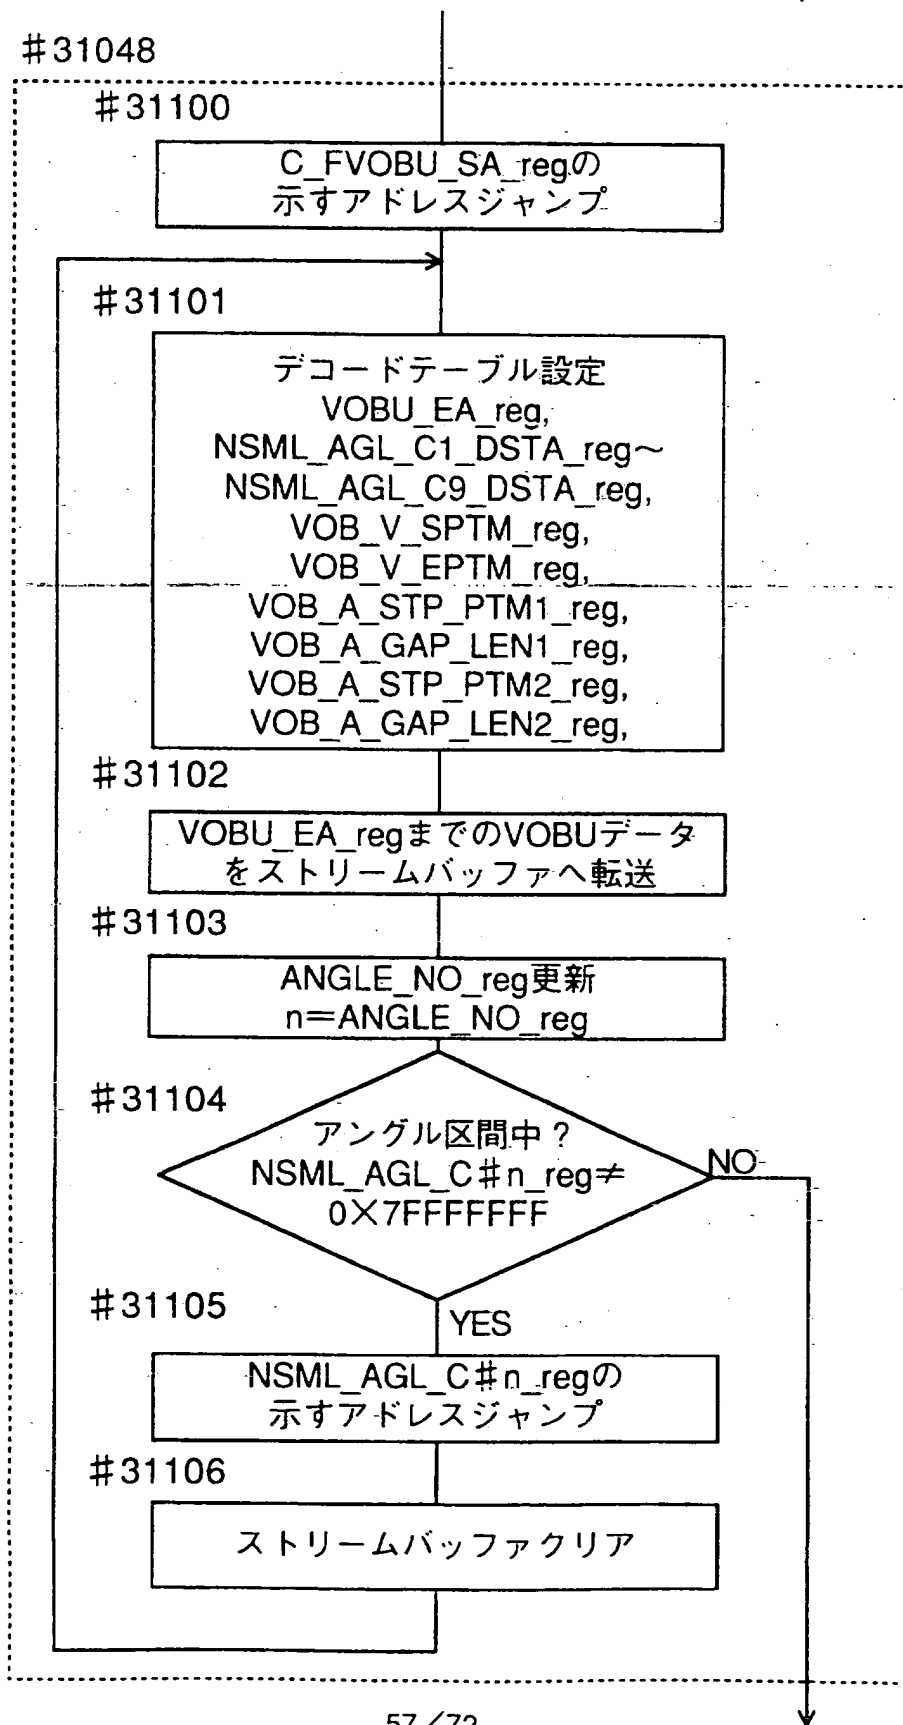 #31048
#31100
C_FVOBU_SA_regの
示すアドレスジャンプ
#31101
デコードテーブル設定
VOBU_EA_reg,
NSML_AGL_C1_DSTA_reg〜
NSML_AGL_C9_DSTA_reg,
VOB_V_SPTM_reg,
VOB_V_EPTM_reg,
VOB_A_STP_PTM1_reg,
VOB_A_GAP_LEN1_reg,
VOB_A_STP_PTM2_reg,
VOB_A_GAP_LEN2_reg,
#31102
VOBU_EA_regまでのVOBUデータ
をストリームバッファへ転送
#31103
ANGLE_NO_reg更新
n=ANGLE_NO_reg
#31104
アングル区間中?
NSML_AGL_C#n_reg≠
0×7FFFFFFF
NO
#31105
YES
NSML_AGL_C#n_regの
示すアドレスジャンプ
#31106
ストリームバッファクリア
57/72